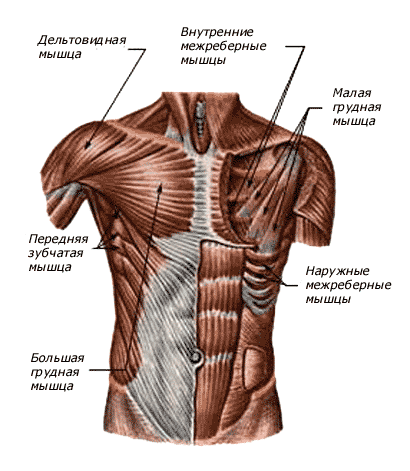 Дельтовидная
мышца
Внутренние
межреберные
мышцы
Малая
грудная
мышца
Передняя
зубчатая
мышца
Наружные
межреберные
мышцы
Большая
грудная
мышца